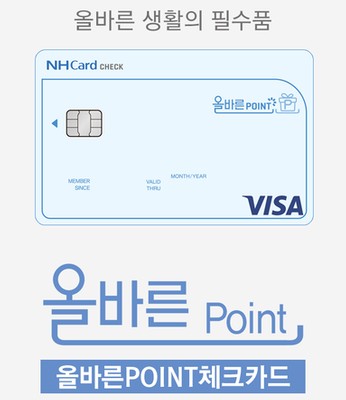 올바른 생활의 필수품
NHCard CHECK
올바른POINT P
MONTH/YEAR
MEMBER VALID
SINCE THRU
VISA
올바른 Point
올바른POINT체크카드